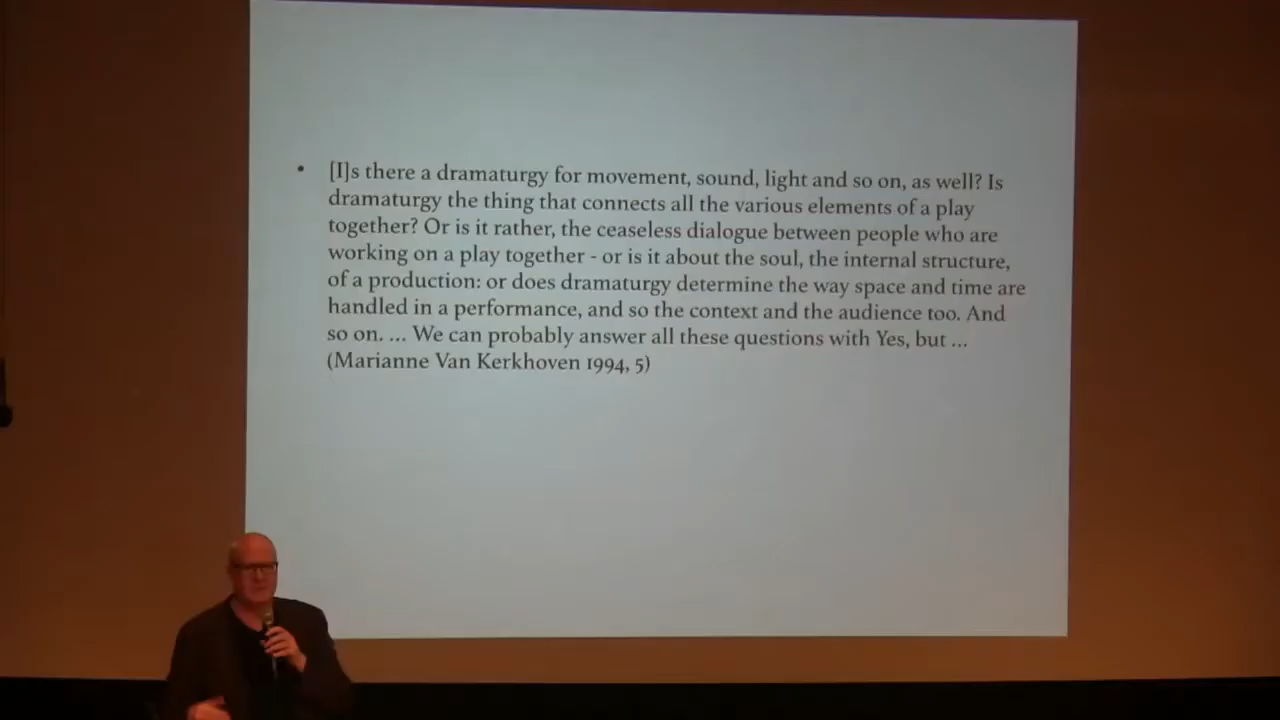 • [I]s there a dramaturgy for movement, sound, light and so on, as well? Is
dramaturgy the thing that connects all the various elements of a play
together? Or is it rather, the ceaseless dialogue between people who are
working on a play together - or is it about the soul, the internal structure,
of a production: or does dramaturgy determine the way space and time are
handled in a performance, and so the context and the audience too. And
so on. ... We can probably answer all these questions with Yes, but ...
(Marianne Van Kerkhoven 1994, 5)